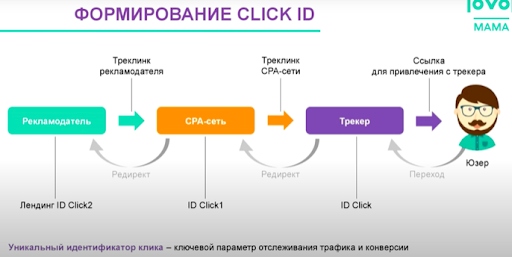 ФОРМИРОВАНИЕ CLICK ID
МАМА
Треклинк
рекламодателя
Треклинк
CPA-сети
Ссылка
для привлечения с трекера
Рекламодатель
CPA-сеть
Трекер
Юзер
Редирект
Редирект
Переход
Лендинг ID Click2
ID Click1
ID Click
Уникальный идентификатор клика – ключевой параметр отслеживания трафика и конверсии